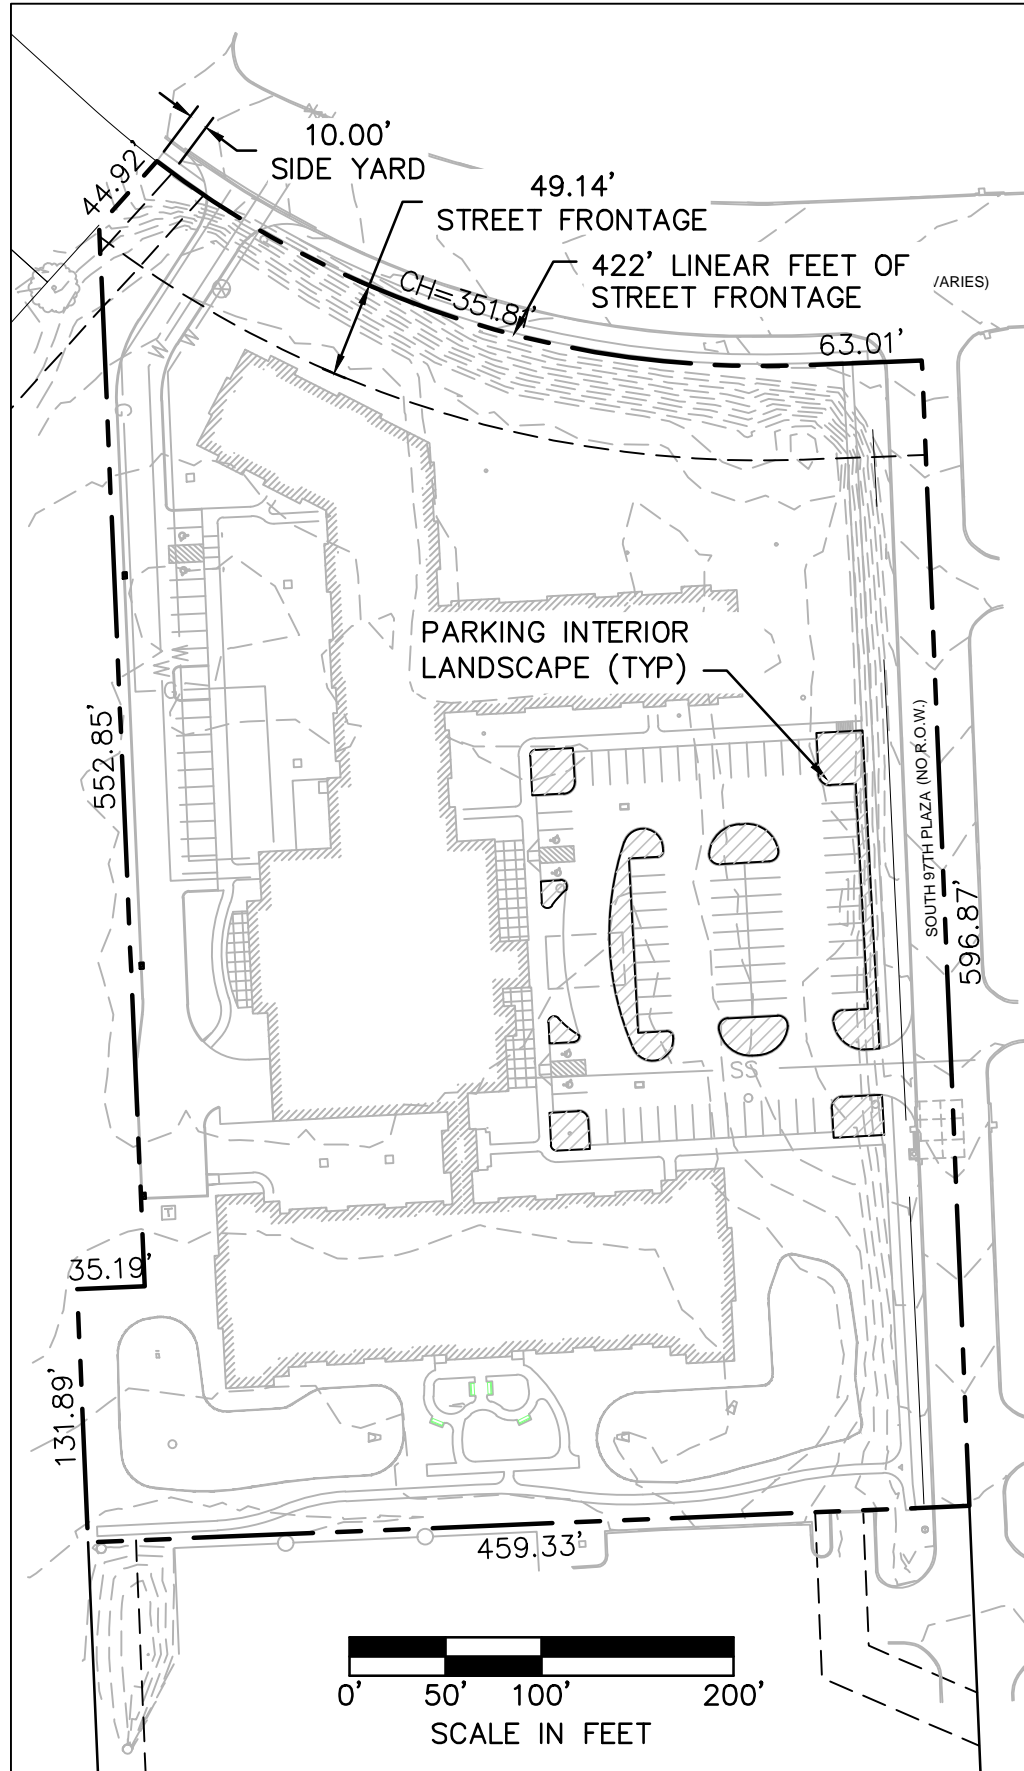 10.00'
SIDE YARD
44.92'
49.14'
STREET FRONTAGE
422' LINEAR FEET OF
STREET FRONTAGE
/ARIES)
CH=351.81'
63.01'
G
PARKING INTERIOR
LANDSCAPE (TYP)
552.85'
SOUTH 97TH PLAZA (NO R.O.W.)
596.87'
SS
T
35.19'
131.89'
459.33'
0' 50' 100' 200'
SCALE IN FEET